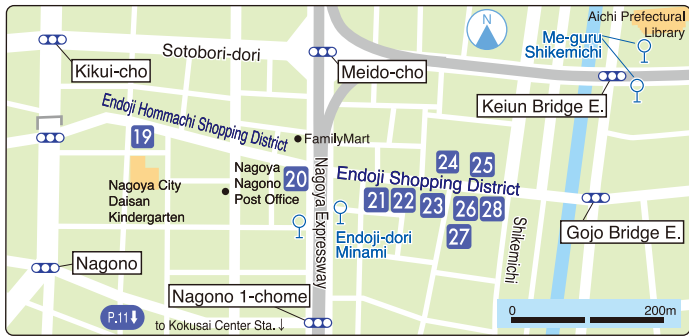 Aichi Prefectural
Library
N
Sotobori-dori
Me-guru
Shikemichi
Kikui-cho
Meido-cho
Keiun Bridge E.
Endoji Hommachi Shopping District
19
FamilyMart
Nagoya
Nagono
Post Office
20
Nagoya City
Daisan
Kindergarten
Nagoya Expressway
24
25
Endoji Shopping District
21
22
23
26
28
27
Shikemichi
Endoji-dori
Minami
Gojo Bridge E.
Nagono
Nagono 1-chome
P.11⬇
to Kokusai Center Sta.↓
0
200m